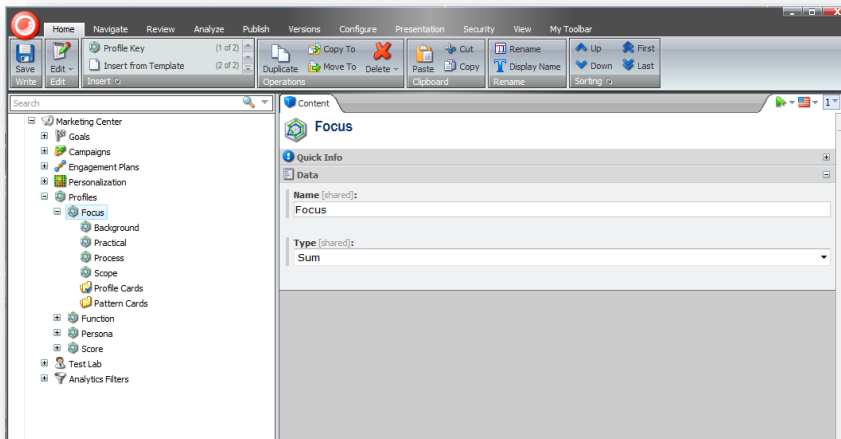 Home Navigate Review Analyze Publish Versions Configure Presentation Security View My Toolbar
Save
Write
Edit
Edit
Profile Key (1 of 2)
Insert from Template (2 of 2)
Insert
Duplicate
Copy To
Move To
Delete
Operations
Paste
Cut
Copy
Clipboard
Rename
Display Name
Rename
Up First
Down Last
Sorting
Search
Marketing Center
Goals
Campaigns
Engagement Plans
Personalization
Profiles
Focus
Background
Practical
Process
Scope
Profile Cards
Pattern Cards
Function
Persona
Score
Test Lab
Analytics Filters
Content
1
Focus
Quick Info
Data
Name [shared]:
Focus
Type [shared]:
Sum